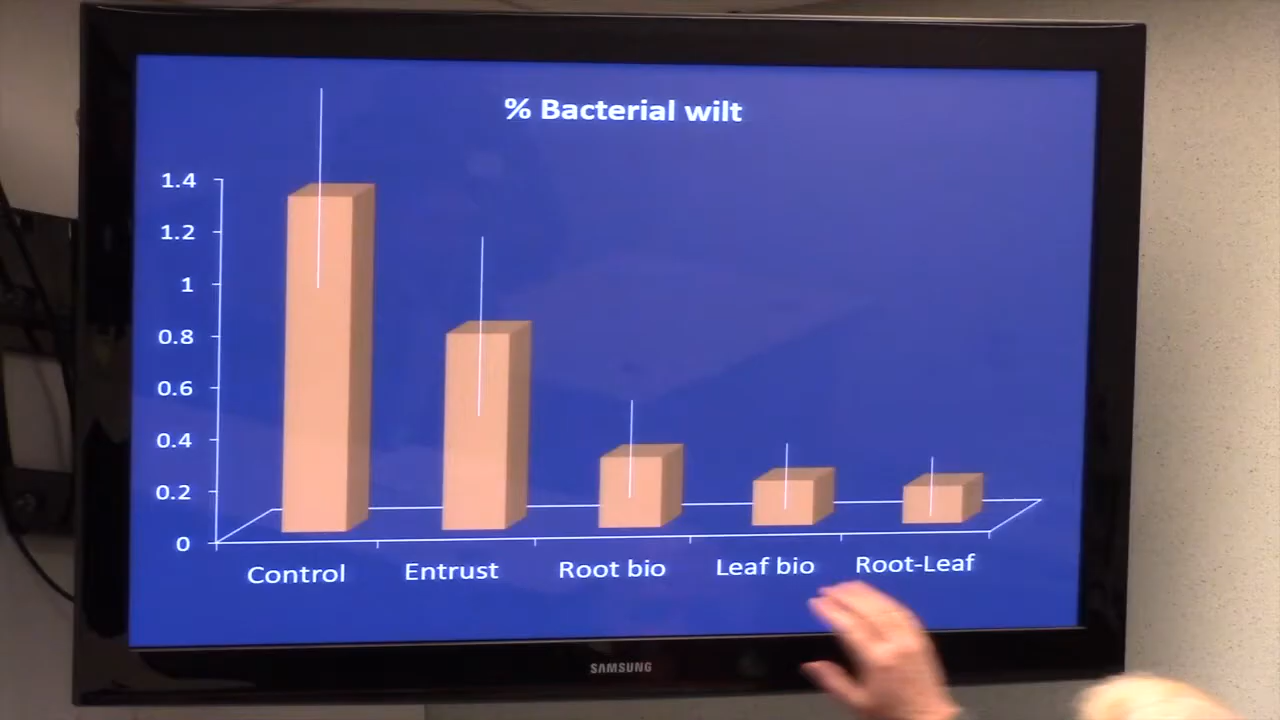 % Bacterial wilt
1.4
1.2
1
0.8
0.6
0.4
0.2
0
Control Entrust Root bio Leaf bio Root-Leaf
SAMSUNG